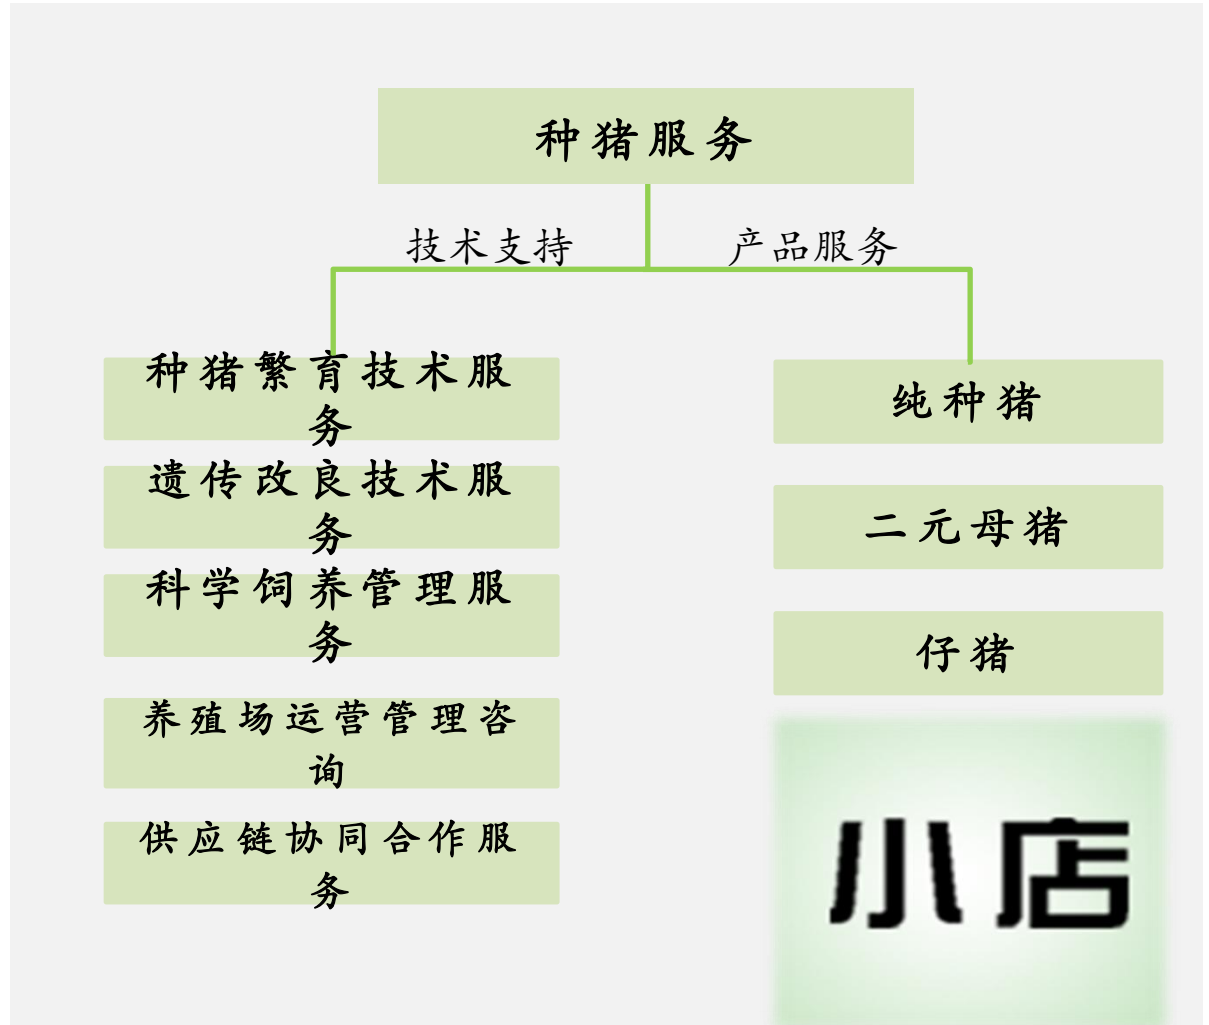 种猪服务
技术支持
产品服务
种猪繁育技术服
务
遗传改良技术服
务
科学饲养管理服
务
养殖场运营管理咨
询
供应链协同合作服
务
纯种猪
二元母猪
仔猪
小店